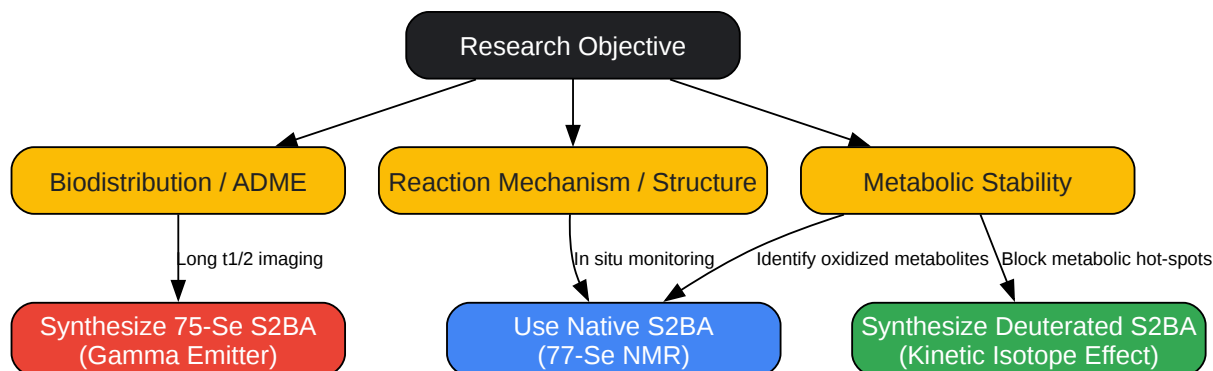 Research Objective
Biodistribution / ADME
Reaction Mechanism / Structure
Metabolic Stability
Long t1/2 imaging
In situ monitoring
Identify oxidized metabolites
Block metabolic hot-spots
Synthesize 75-Se S2BA
(Gamma Emitter)
Use Native S2BA
(77-Se NMR)
Synthesize Deuterated S2BA
(Kinetic Isotope Effect)